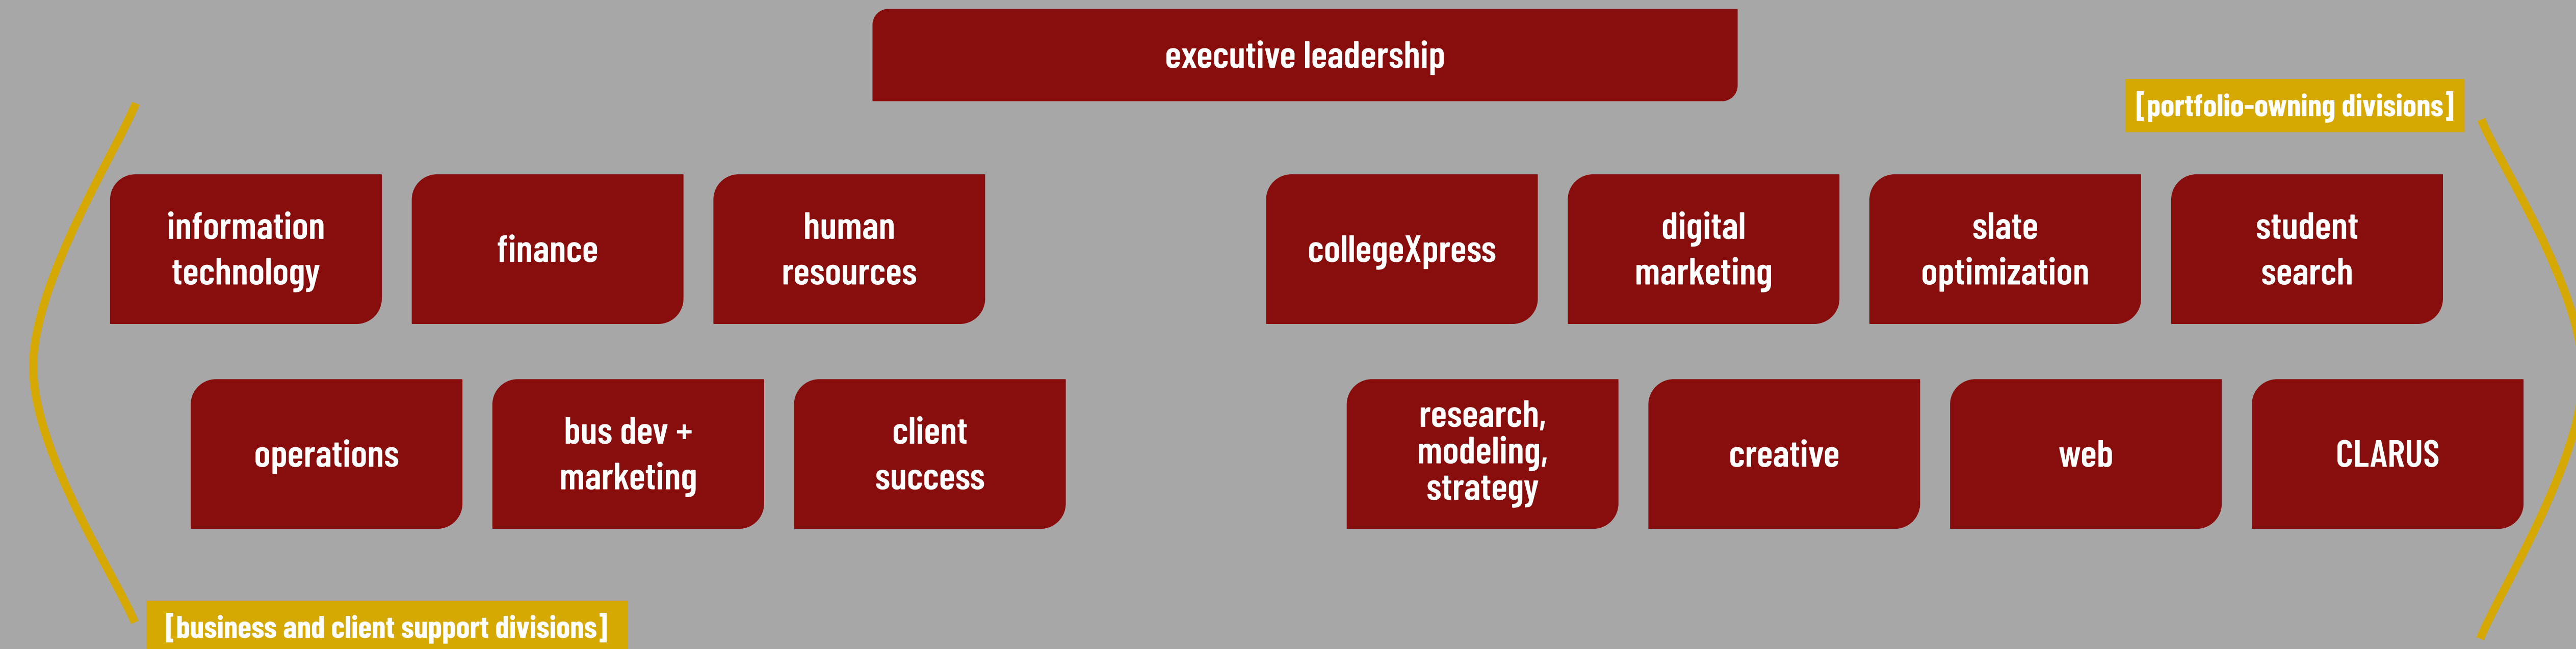 executive leadership
[portfolio-owning divisions]
information
technology
finance
human
resources
collegeXpress
digital
marketing
slate
optimization
student
search
operations
bus dev +
marketing
client
success
research,
modeling,
strategy
creative
web
CLARUS
[business and client support divisions]